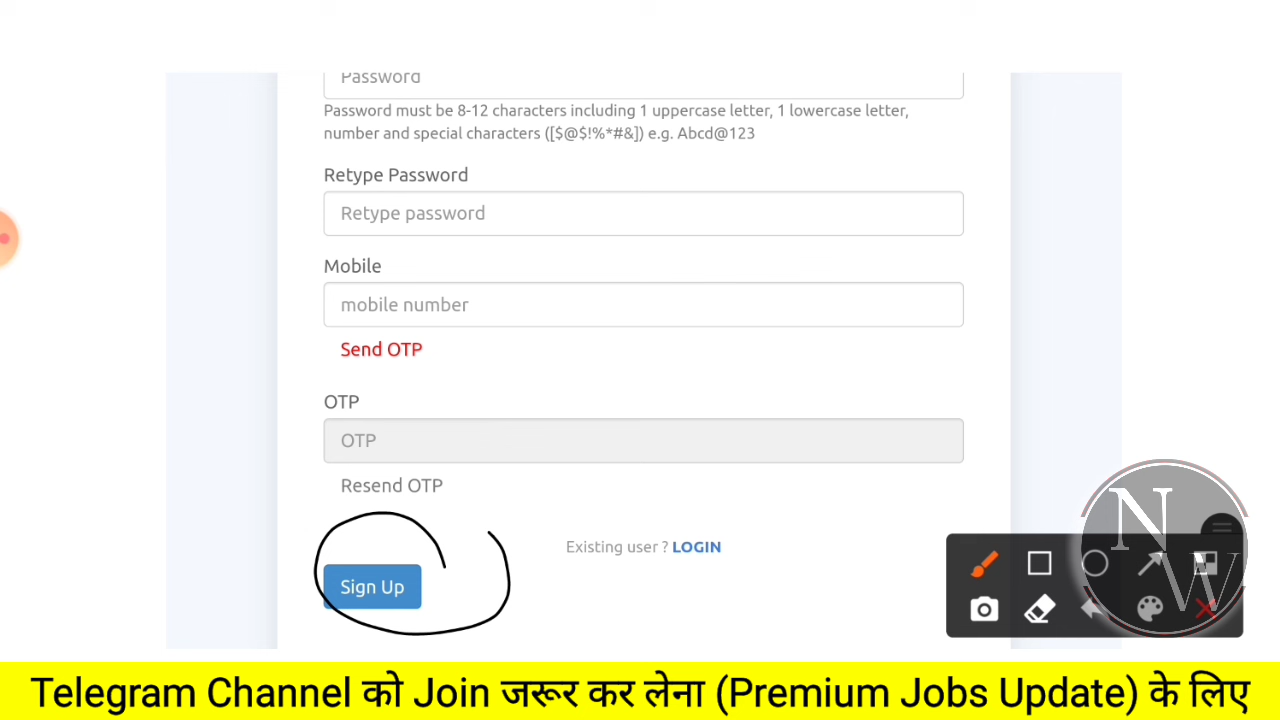 Password
Password must be 8-12 characters including 1 uppercase letter, 1 lowercase letter,
number and special characters ([$@$!%*#&]) e.g. Abcd@123
Retype Password
Retype password
Mobile
mobile number
Send OTP
OTP
OTP
Resend OTP
Existing user ? LOGIN
Sign Up
NW
Telegram Channel को Join जरूर कर लेना (Premium Jobs Update) के लिए